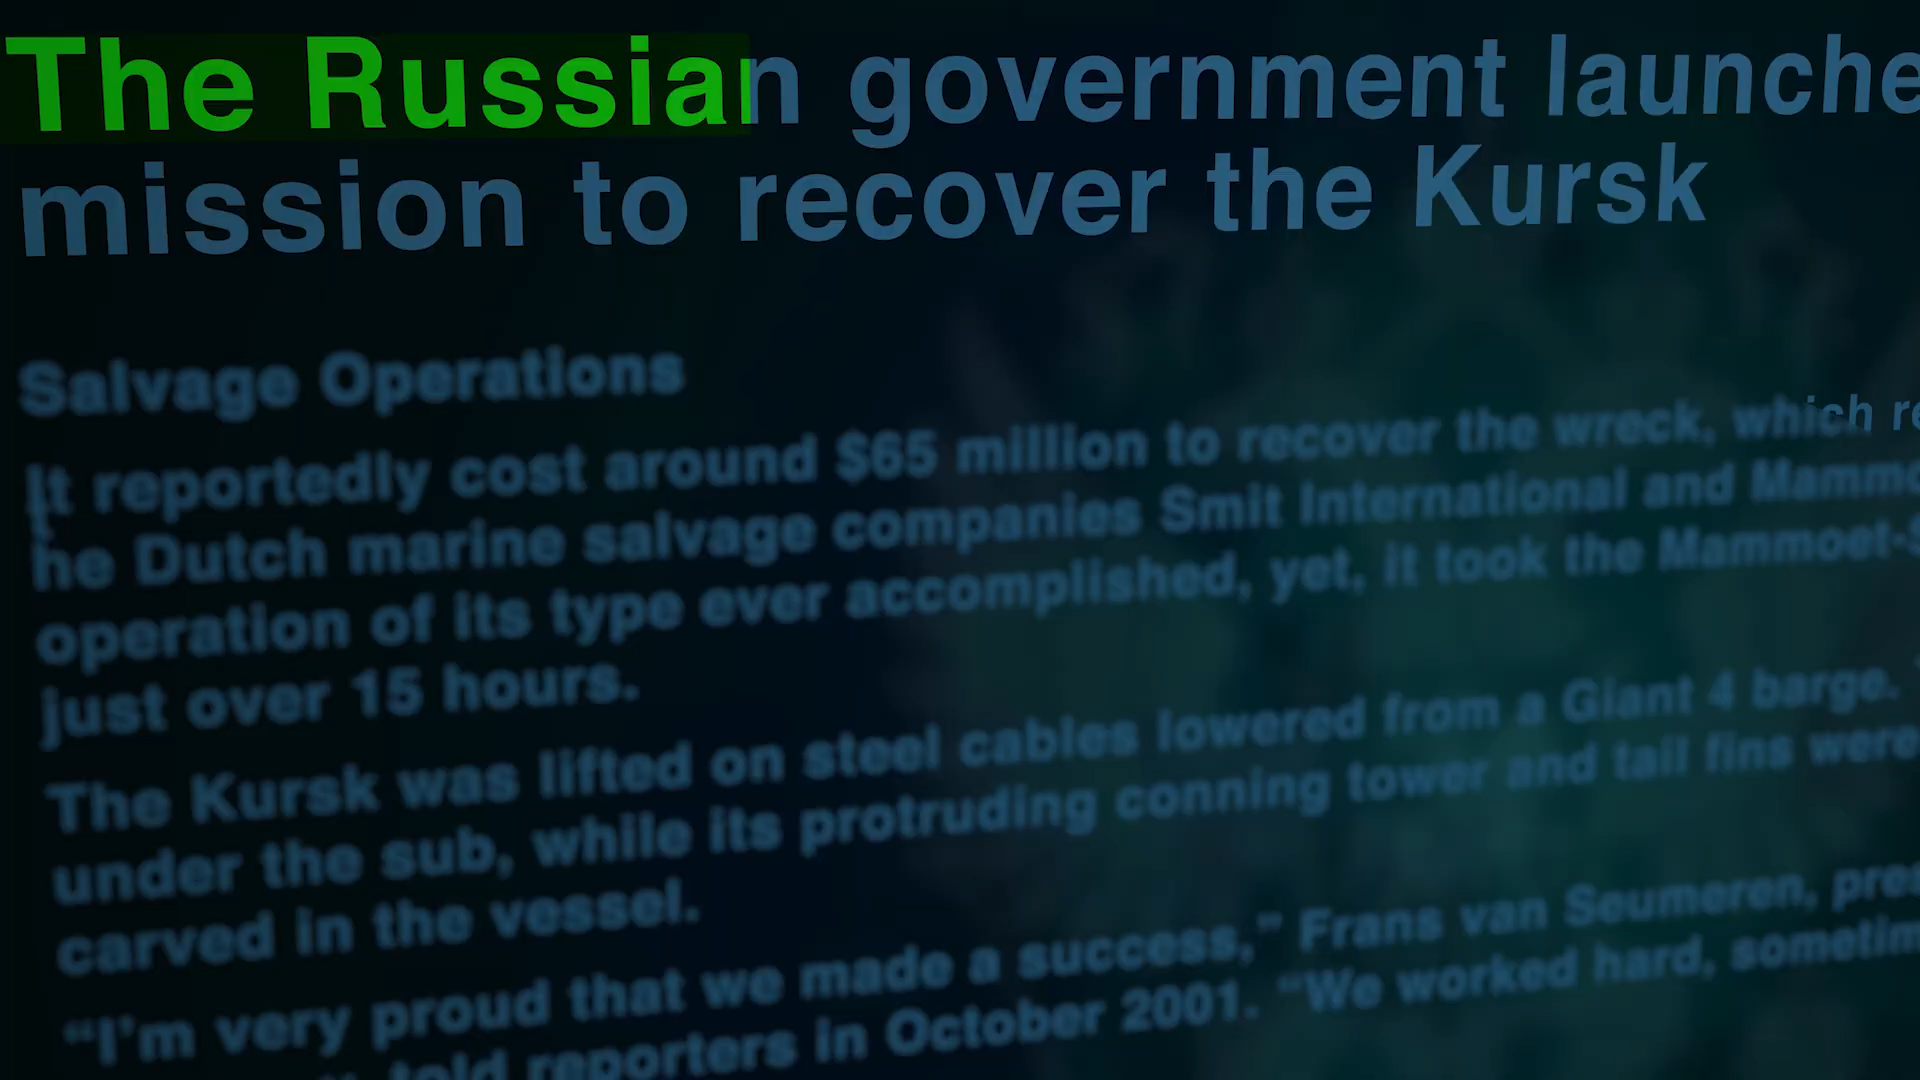 The Russian government launche
mission to recover the Kursk
Salvage Operations
It reportedly cost around $65 million to recover the wreck, which re
he Dutch marine salvage companies Smit International and Mammo
operation of its type ever accomplished, yet, it took the Mammoet-S
just over 15 hours.
The Kursk was lifted on steel cables lowered from a Giant 4 barge.
under the sub, while its protruding conning tower and tail fins were
carved in the vessel.
“I’m very proud that we made a success,” Frans van Seumeren, pres
told reporters in October 2001. “We worked hard, sometim